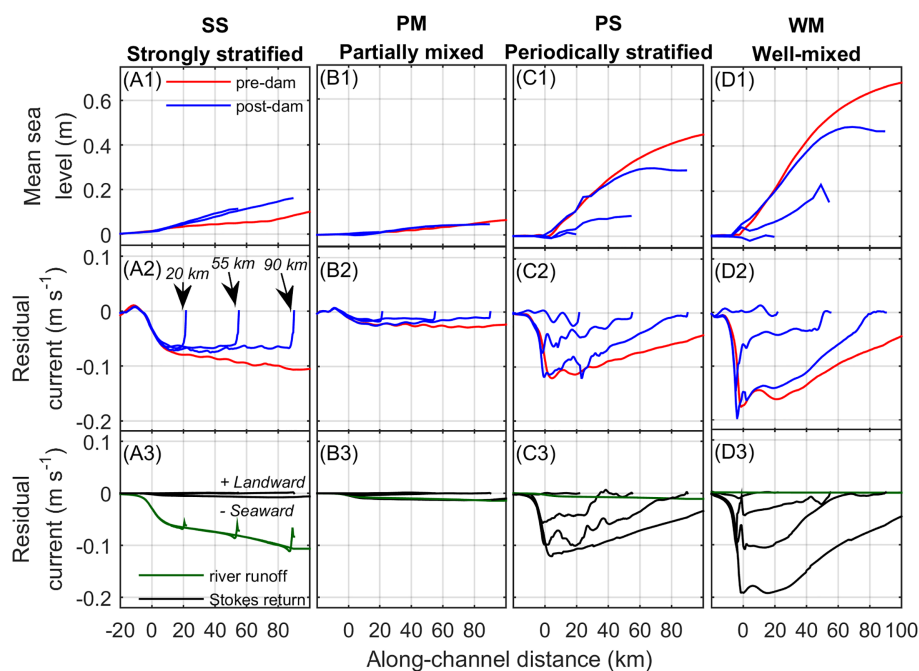 SS PM PS WM
Strongly stratified Partially mixed Periodically stratified Well-mixed
(A1) (B1) (C1) (D1)
pre-dam
post-dam
Mean sea
level (m)
0.6
0.4
0.2
0
(A2) (B2) (C2) (D2)
20 km 55 km 90 km
Residual
current (m s-1)
0.1
0
-0.1
-0.2
(A3) (B3) (C3) (D3)
+ Landward
- Seaward
river runoff
Stokes return
Residual
current (m s-1)
0.1
0
-0.1
-0.2
-20 0 20 40 60 80 0 20 40 60 80 0 20 40 60 80 0 20 40 60 80 100
Along-channel distance (km)